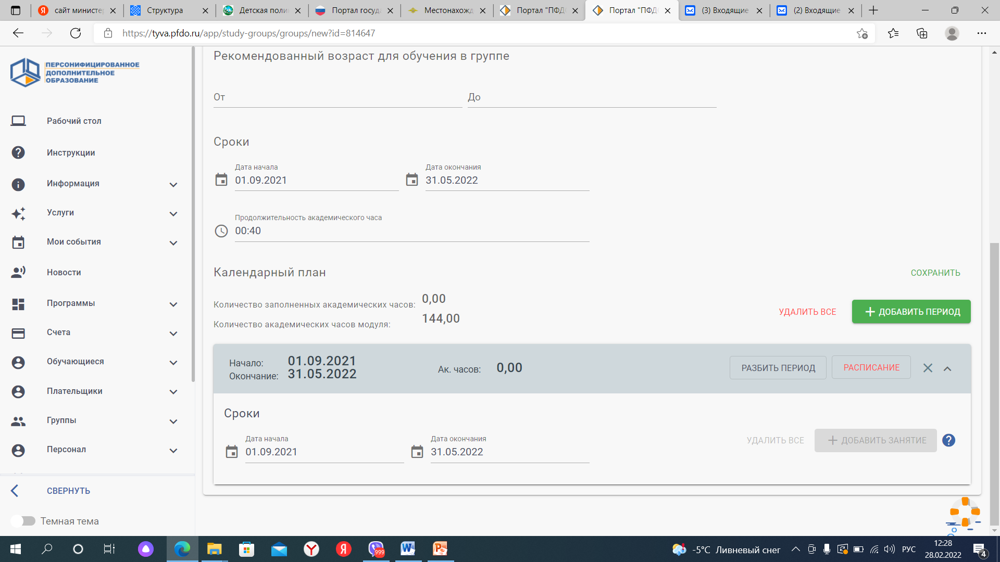 сайт министер
Структура
Детская поли
Портал госуда
Местонахожд
Портал "ПФДО
Портал "ПФДО
(3) Входящие
(2) Входящие
https://tyva.pfdo.ru/app/study-groups/groups/new?id=814647
ПЕРСОНИФИЦИРОВАННОЕ
ДОПОЛНИТЕЛЬНОЕ
ОБРАЗОВАНИЕ
Рабочий стол
Инструкции
Информация
Услуги
Мои события
Новости
Программы
Счета
Обучающиеся
Плательщики
Группы
Персонал
СВЕРНУТЬ
Темная тема
Рекомендованный возраст для обучения в группе
От
До
Сроки
Дата начала
01.09.2021
Дата окончания
31.05.2022
Продолжительность академического часа
00:40
Календарный план
СОХРАНИТЬ
Количество заполненных академических часов: 0,00
Количество академических часов модуля: 144,00
УДАЛИТЬ ВСЕ
ДОБАВИТЬ ПЕРИОД
Начало: 01.09.2021
Окончание: 31.05.2022
Ак. часов: 0,00
РАЗБИТЬ ПЕРИОД
РАСПИСАНИЕ
Сроки
Дата начала
01.09.2021
Дата окончания
31.05.2022
УДАЛИТЬ ВСЕ
ДОБАВИТЬ ЗАНЯТИЕ
-5°C Ливневый снег
РУС
12:28
28.02.2022
4
999